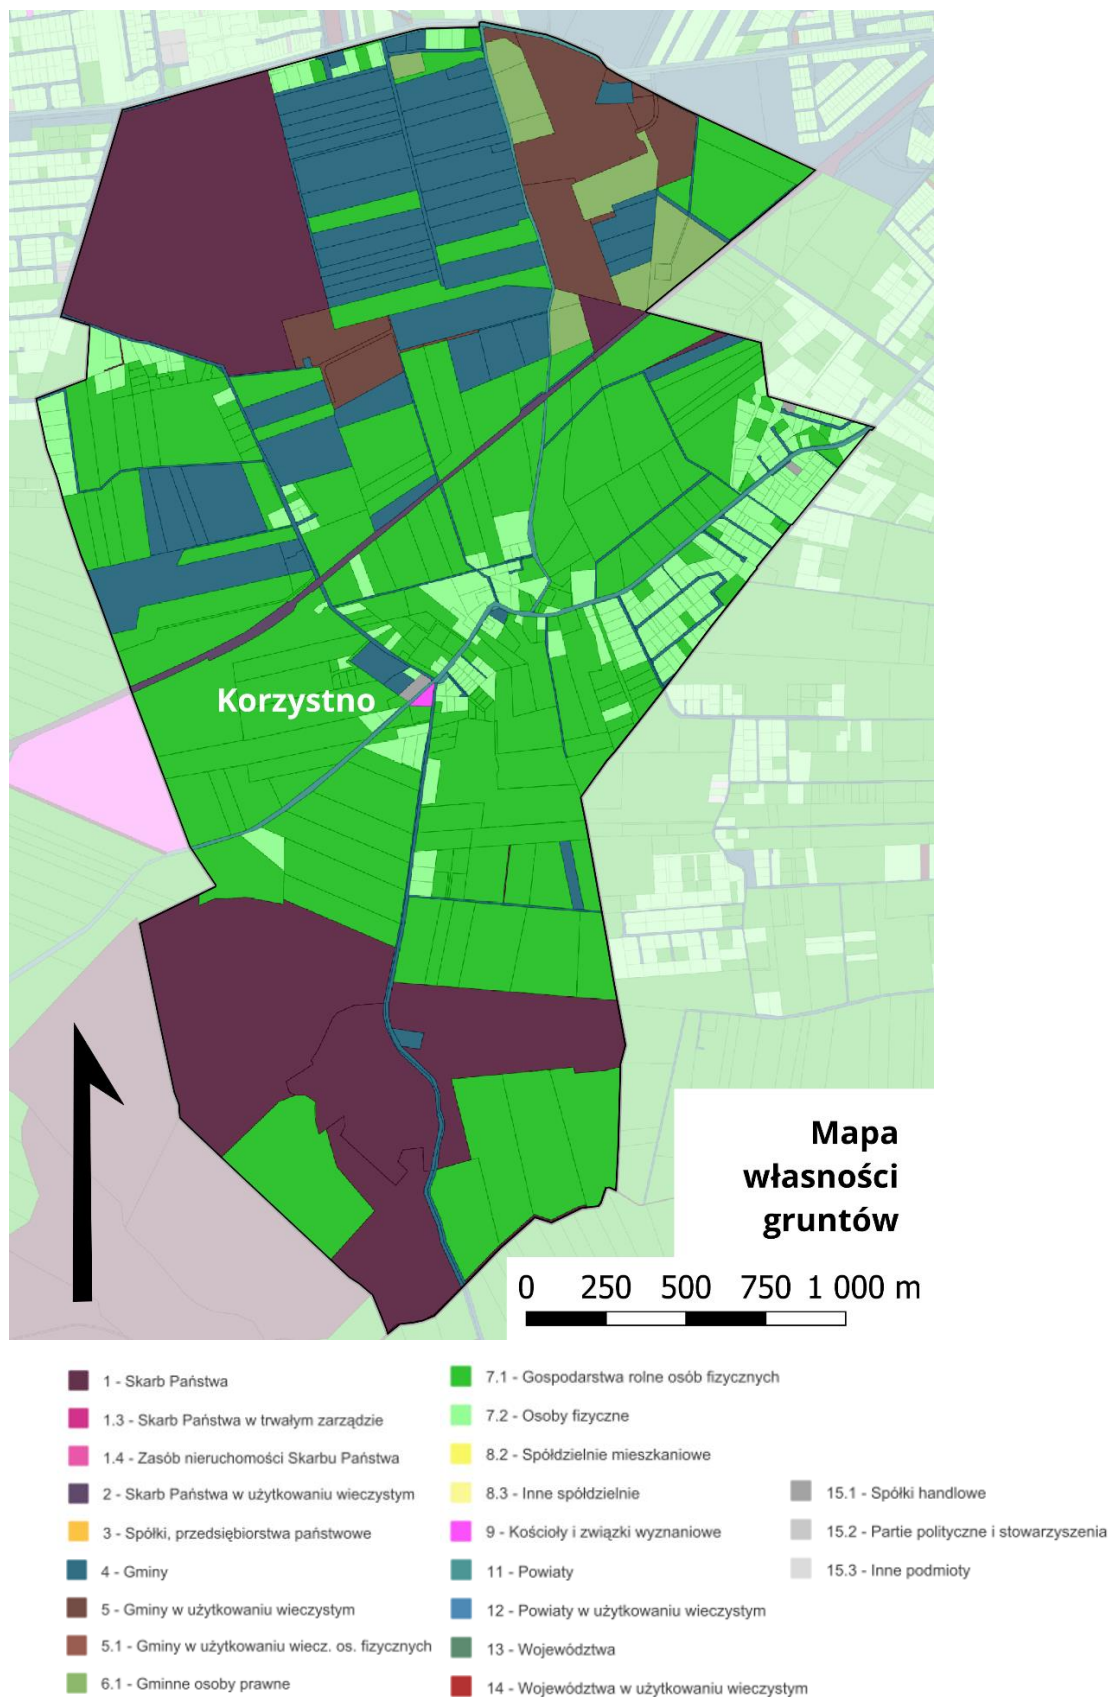 Korzystno
Mapa
własności
gruntów
0 250 500 750 1 000 m
1 - Skarb Państwa
1.3 - Skarb Państwa w trwałym zarządzie
1.4 - Zasób nieruchomości Skarbu Państwa
2 - Skarb Państwa w użytkowaniu wieczystym
3 - Spółki, przedsiębiorstwa państwowe
4 - Gminy
5 - Gminy w użytkowaniu wieczystym
5.1 - Gminy w użytkowaniu wiecz. os. fizycznych
6.1 - Gminne osoby prawne
7.1 - Gospodarstwa rolne osób fizycznych
7.2 - Osoby fizyczne
8.2 - Spółdzielnie mieszkaniowe
8.3 - Inne spółdzielnie
9 - Kościoły i związki wyznaniowe
11 - Powiaty
12 - Powiaty w użytkowaniu wieczystym
13 - Województwa
14 - Województwa w użytkowaniu wieczystym
15.1 - Spółki handlowe
15.2 - Partie polityczne i stowarzyszenia
15.3 - Inne podmioty